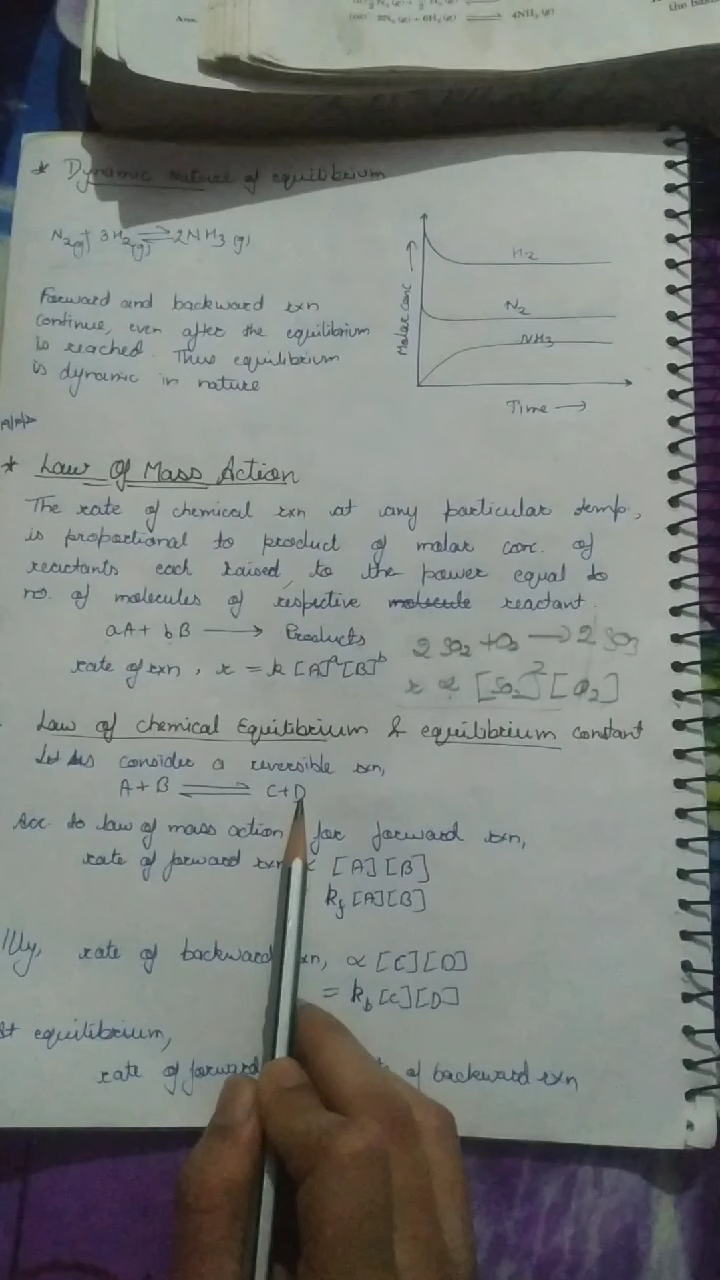 Ans.
2N₂(g) + 6H₂(g) ⇌ 4NH₃(g)
* Dynamic nature of equilibrium
N₂(g) + 3H₂(g) ⇌ 2NH₃(g)
Forward and backward rxn
continue, even after the equilibrium
is reached. Thus equilibrium
is dynamic in nature
Molar conc
H₂
N₂
NH₃
Time →
* Law Of Mass Action
The rate of chemical rxn at any particular temp,
is propotional to product of molar conc. of
reactants each raised to the power equal to
no. of molecules of respective reactant.
aA + bB → Products
rate of rxn, r = k [A]ᵃ[B]ᵇ
2SO₂ + O₂ → 2SO₃
r ∝ [SO₂]² [O₂]
Law of chemical Equilibrium & equilibrium constant
Let us consider a reversible rxn,
A + B ⇌ C + D
Acc. to law of mass action for forward rxn,
rate of forward rxn ∝ [A][B]
kf [A][B]
Illly, rate of backward rxn, ∝ [C][D]
= kb [C][D]
At equilibrium,
rate of forward of backward rxn